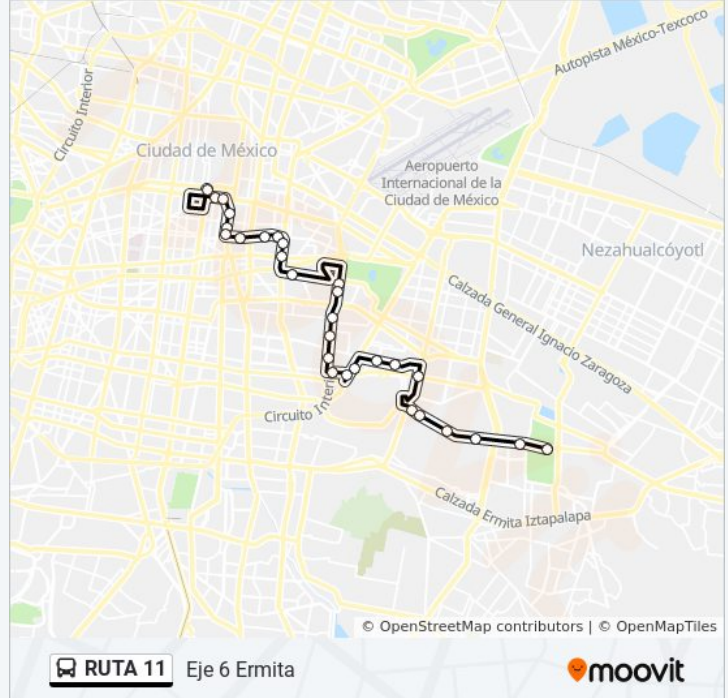 Autopista México-Texcoco
Circuito Interior
Ciudad de México
Aeropuerto
Internacional de la
Ciudad de México
Nezahualcóyotl
Calzada General Ignacio Zaragoza
Circuito Interi
Calzada Ermita Iztapalapa
© OpenStreetMap contributors | © OpenMapTiles
RUTA 11 Eje 6 Ermita
moovit